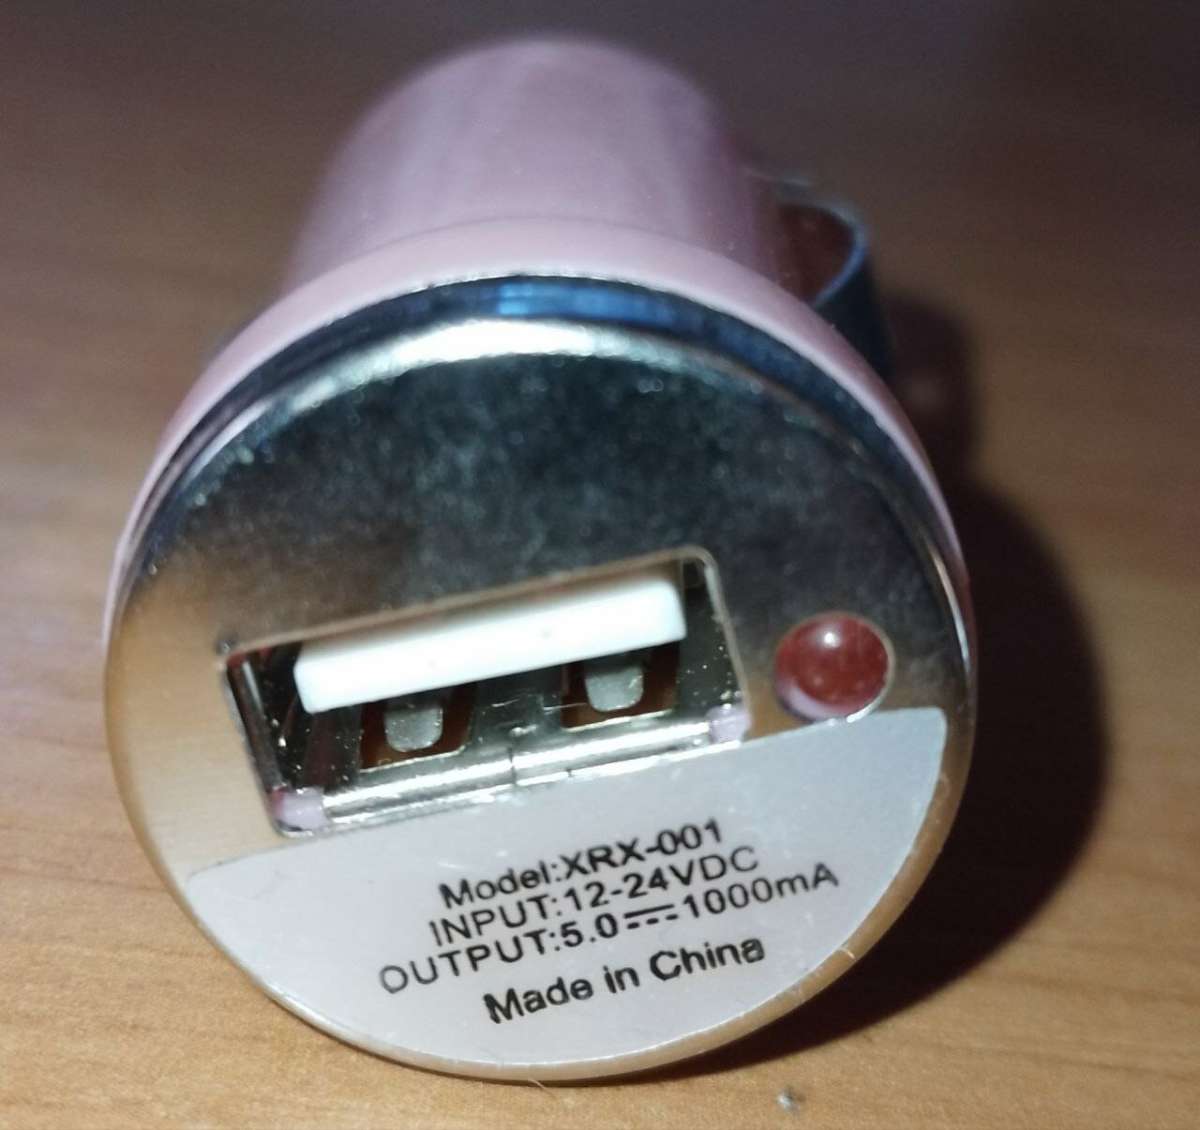 Model:XRX-001
INPUT:12-24VDC
OUTPUT:5.0⎓1000mA
Made in China